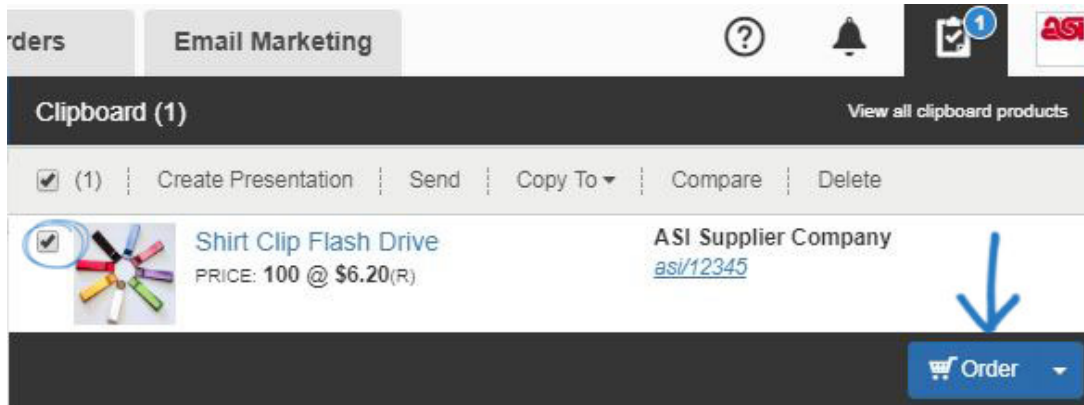 rders
Email Marketing
1
asi
Clipboard (1)
View all clipboard products
(1)
Create Presentation
Send
Copy To
Compare
Delete
Shirt Clip Flash Drive
ASI Supplier Company
PRICE: 100 @ $6.20(R)
asi/12345
Order